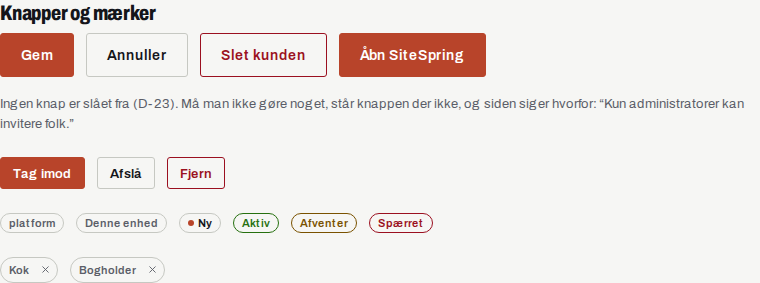 Knapper og mærker
Gem Annuller Slet kunden Åbn SiteSpring
Ingen knap er slået fra (D-23). Må man ikke gøre noget, står knappen der ikke, og siden siger hvorfor: “Kun administratorer kan
invitere folk.”
Tag imod Afslå Fjern
platform Denne enhed Ny Aktiv Afventer Spærret
Kok × Bogholder ×